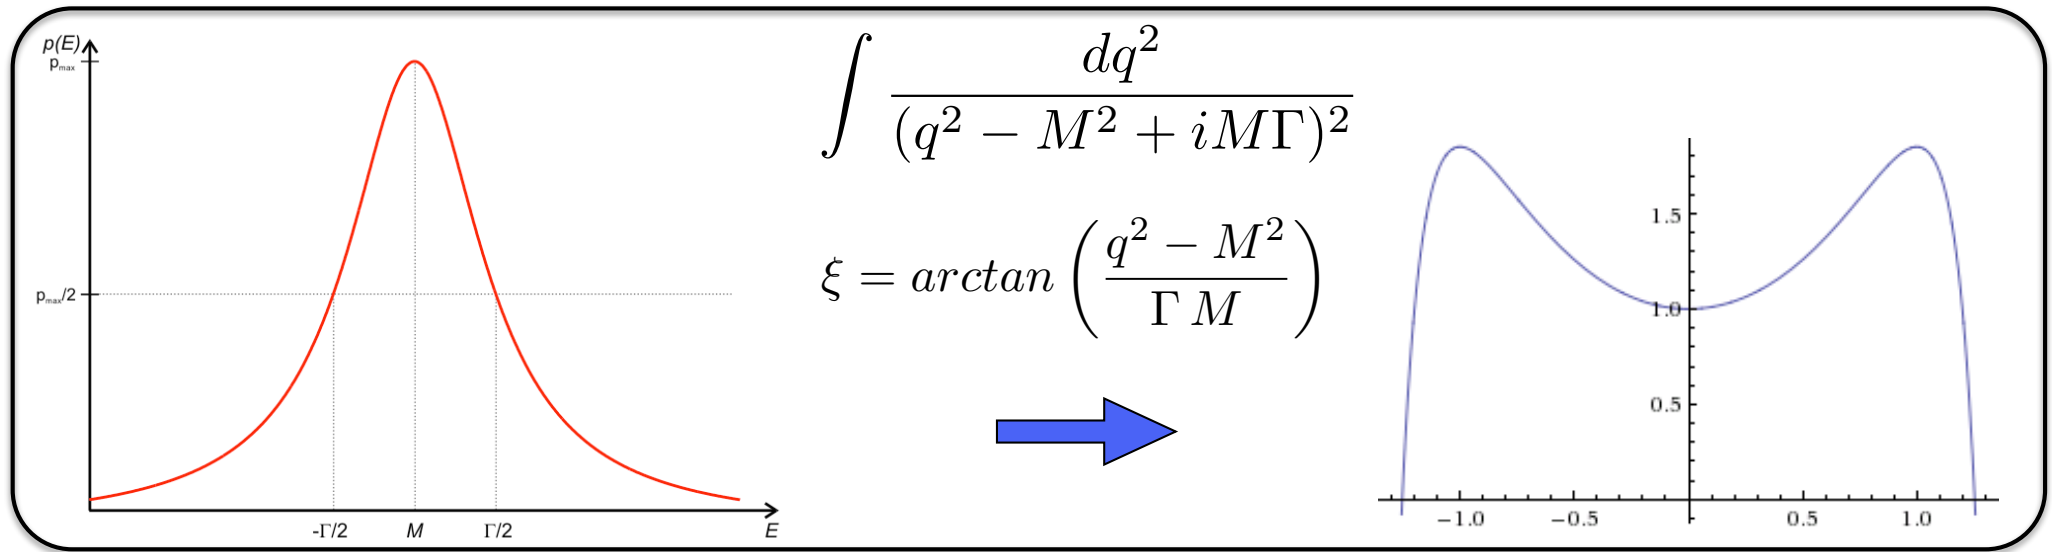 p(E)
p_max
p_max/2
-Γ/2 M Γ/2 E
∫ dq² / (q² − M² + iMΓ)²
ξ = arctan ( (q² − M²) / (Γ M) )
1.5
1.0
0.5
−1.0 −0.5 0.5 1.0